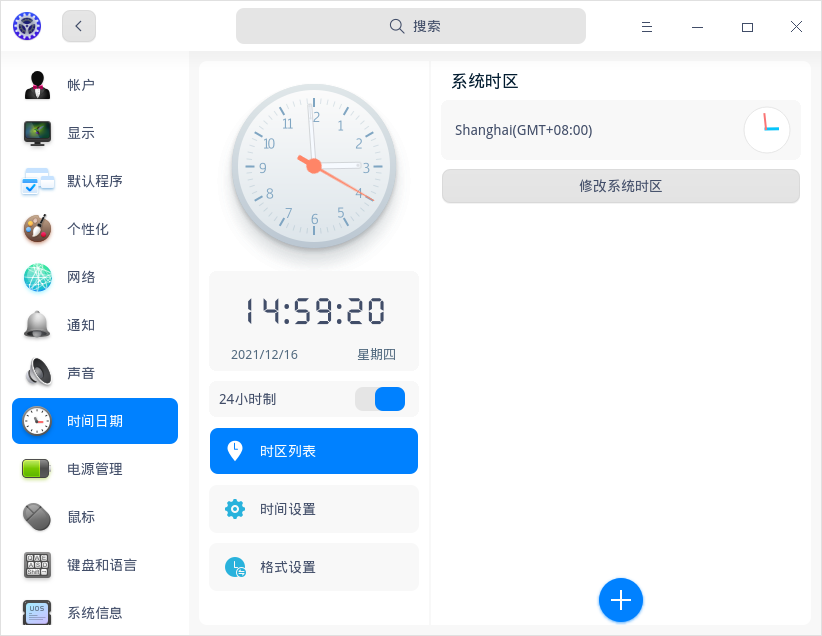 搜索
帐户
显示
默认程序
个性化
网络
通知
声音
时间日期
电源管理
鼠标
键盘和语言
UOS
系统信息
12
1
2
3
4
5
6
7
8
9
10
11
14:59:20
2021/12/16 星期四
24小时制
时区列表
时间设置
格式设置
系统时区
Shanghai(GMT+08:00)
修改系统时区